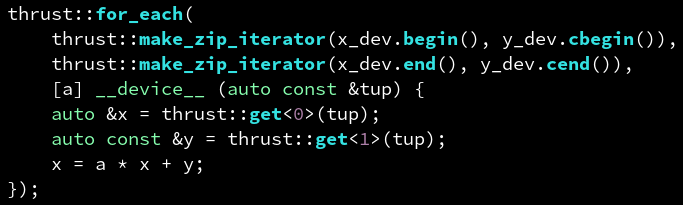 thrust::for_each(
    thrust::make_zip_iterator(x_dev.begin(), y_dev.cbegin()),
    thrust::make_zip_iterator(x_dev.end(), y_dev.cend()),
    [a] __device__ (auto const &tup) {
    auto &x = thrust::get<0>(tup);
    auto const &y = thrust::get<1>(tup);
    x = a * x + y;
});